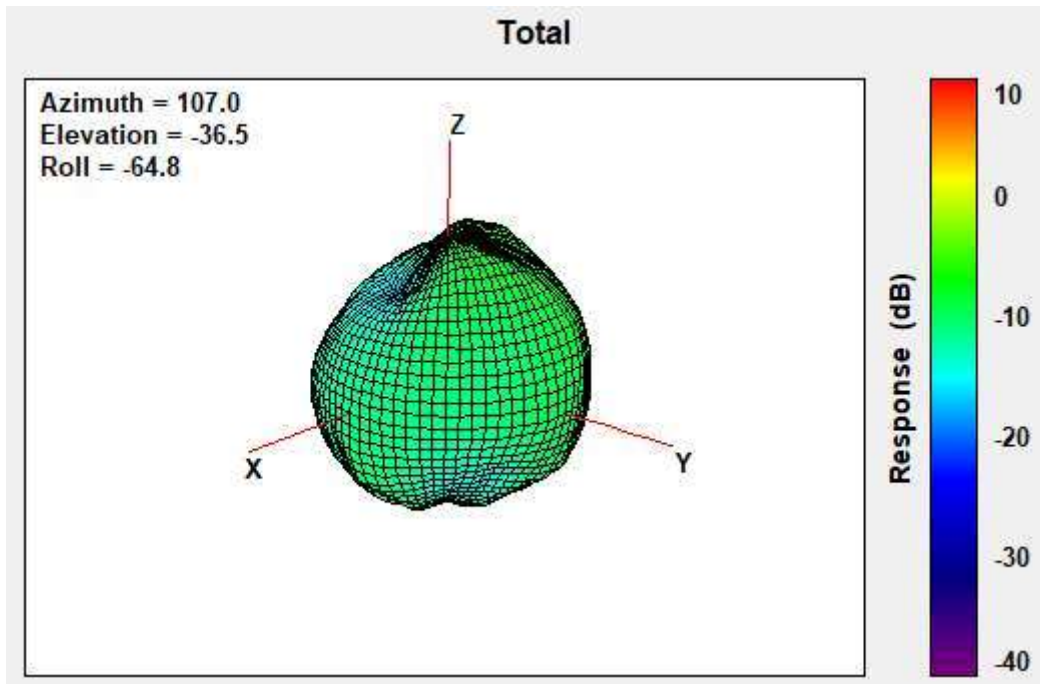 Total
Azimuth = 107.0
Elevation = -36.5
Roll = -64.8
Z
X
Y
Response (dB)
10
0
-10
-20
-30
-40